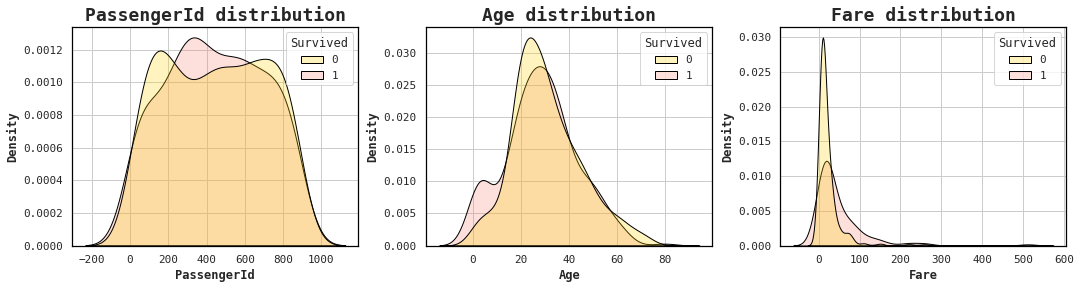 PassengerId distribution
Density
0.0012
0.0010
0.0008
0.0006
0.0004
0.0002
0.0000
Survived
0
1
−200 0 200 400 600 800 1000
PassengerId
Age distribution
Density
0.030
0.025
0.020
0.015
0.010
0.005
0.000
Survived
0
1
0 20 40 60 80
Age
Fare distribution
Density
0.030
0.025
0.020
0.015
0.010
0.005
0.000
Survived
0
1
0 100 200 300 400 500 600
Fare